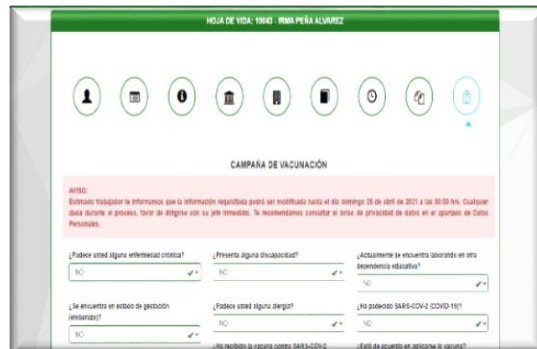 HOJA DE VIDA: 10043 - IRMA PEÑA ALVAREZ
CAMPAÑA DE VACUNACIÓN
AVISO:
Estimado trabajador te informamos que la información requisitada podrá ser modificada hasta el día domingo 25 de abril de 2021 a las 00:00 hrs. Cualquier
duda durante el proceso, favor de dirigirse con su jefe inmediato. Te recomendamos consultar el aviso de privacidad de datos en el apartado de Datos
Personales.
¿Padece usted alguna enfermedad crónica?
NO
¿Presenta alguna discapacidad?
NO
¿Actualmente se encuentra laborando en otra
dependencia educativa?
NO
¿Se encuentra en estado de gestación
(embarazo)?
NO
¿Padece usted alguna alergia?
NO
¿Ha padecido SARS-COV-2 (COVID-19)?
NO
¿Ha recibido la vacuna contra SARS-COV-2
¿Está de acuerdo en aplicarse la vacuna?